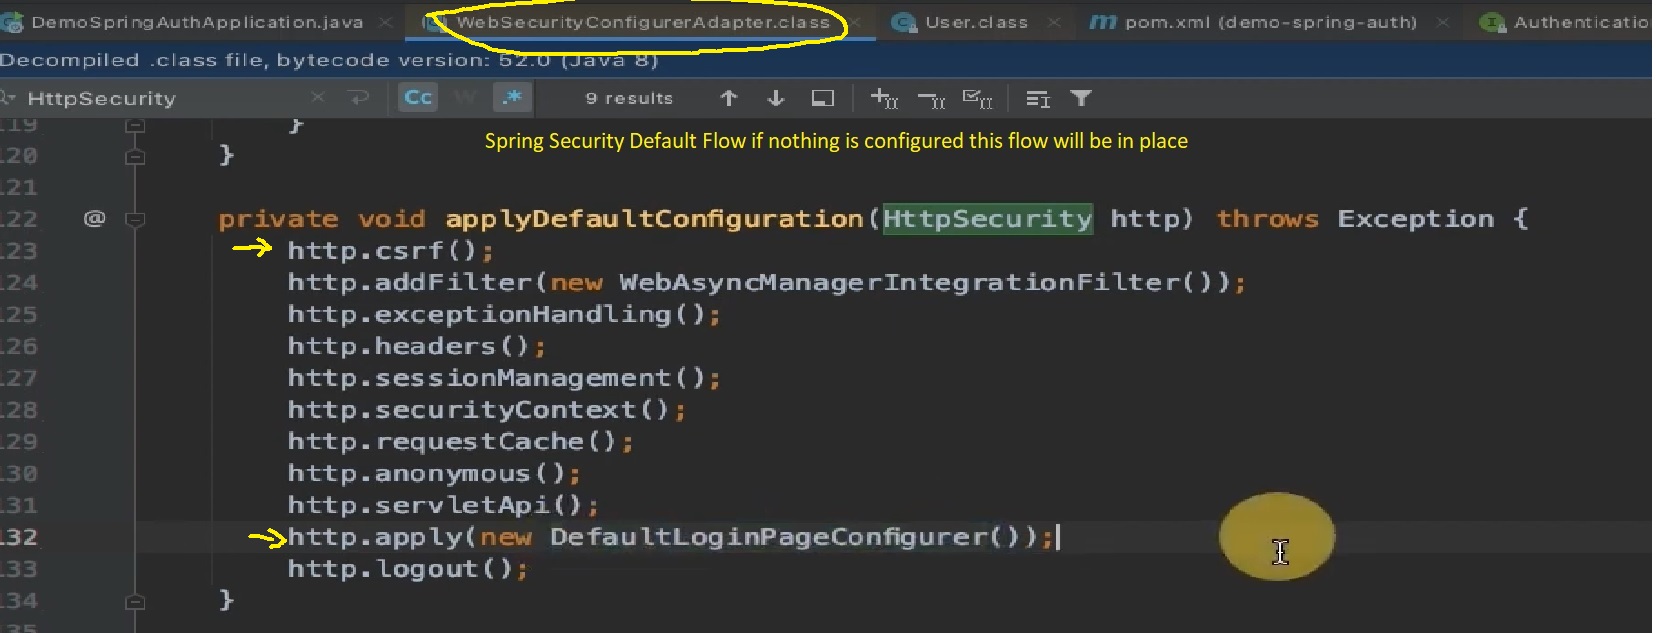 DemoSpringAuthApplication.java WebSecurityConfigurerAdapter.class User.class pom.xml (demo-spring-auth) Authenticatio
Decompiled .class file, bytecode version: 52.0 (Java 8)
HttpSecurity Cc W .* 9 results
119 }
Spring Security Default Flow if nothing is configured this flow will be in place
120 }
121
122 @ private void applyDefaultConfiguration(HttpSecurity http) throws Exception {
123 http.csrf();
124 http.addFilter(new WebAsyncManagerIntegrationFilter());
125 http.exceptionHandling();
126 http.headers();
127 http.sessionManagement();
128 http.securityContext();
129 http.requestCache();
130 http.anonymous();
131 http.servletApi();
132 http.apply(new DefaultLoginPageConfigurer());
133 http.logout();
134 }
135